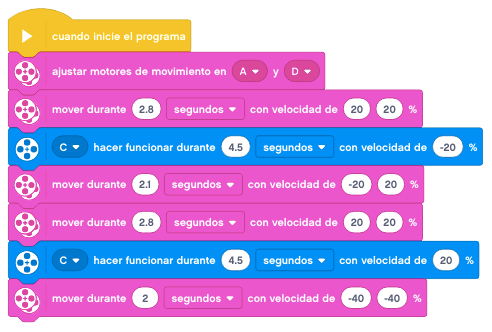 cuando inicie el programa
ajustar motores de movimiento en A y D
mover durante 2.8 segundos con velocidad de 20 20 %
C hacer funcionar durante 4.5 segundos con velocidad de -20 %
mover durante 2.1 segundos con velocidad de -20 20 %
mover durante 2.8 segundos con velocidad de 20 20 %
C hacer funcionar durante 4.5 segundos con velocidad de 20 %
mover durante 2 segundos con velocidad de -40 -40 %